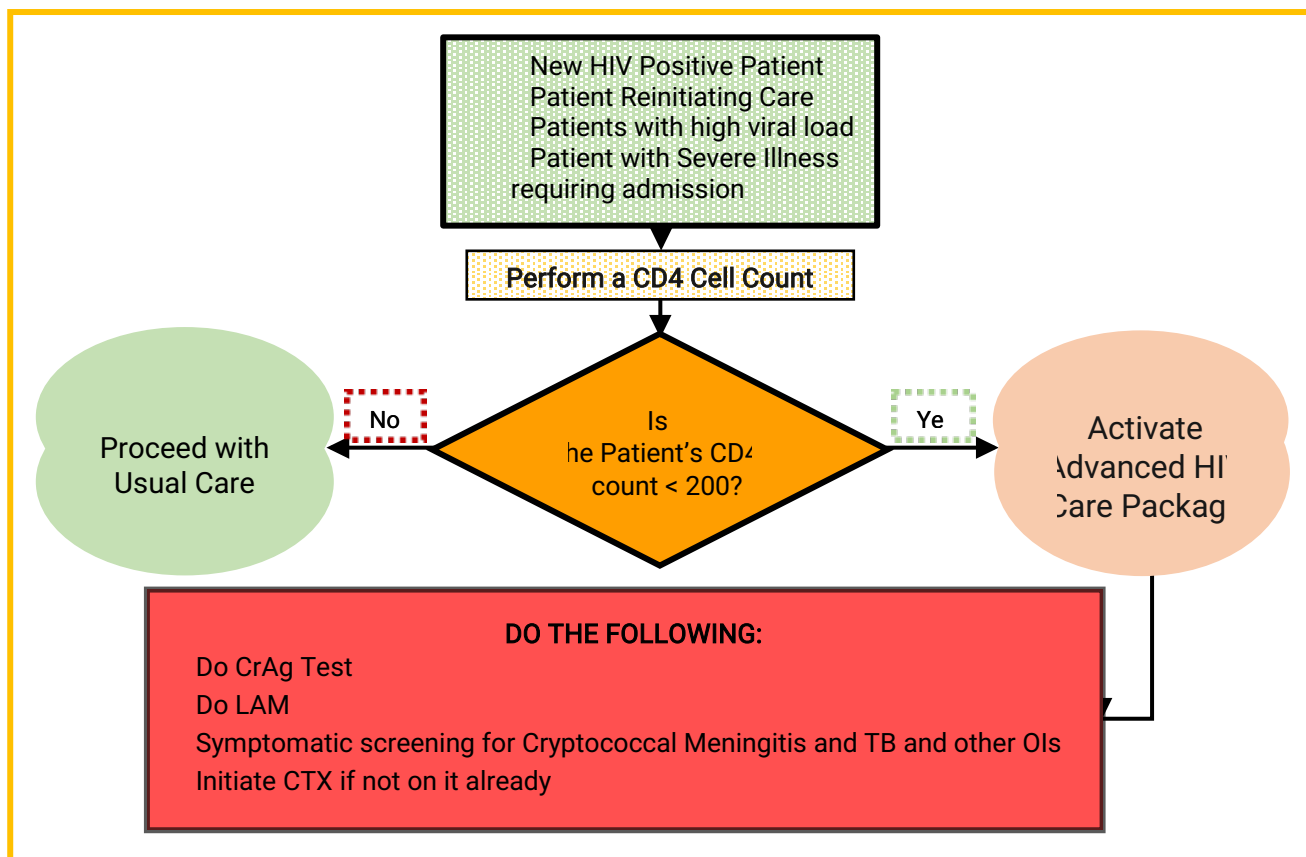 New HIV Positive Patient
Patient Reinitiating Care
Patients with high viral load
Patient with Severe Illness
requiring admission
Perform a CD4 Cell Count
No
Is
he Patient's CD4
count < 200?
Ye
Proceed with
Usual Care
Activate
Advanced HI
Care Packag
DO THE FOLLOWING:
Do CrAg Test
Do LAM
Symptomatic screening for Cryptococcal Meningitis and TB and other OIs
Initiate CTX if not on it already